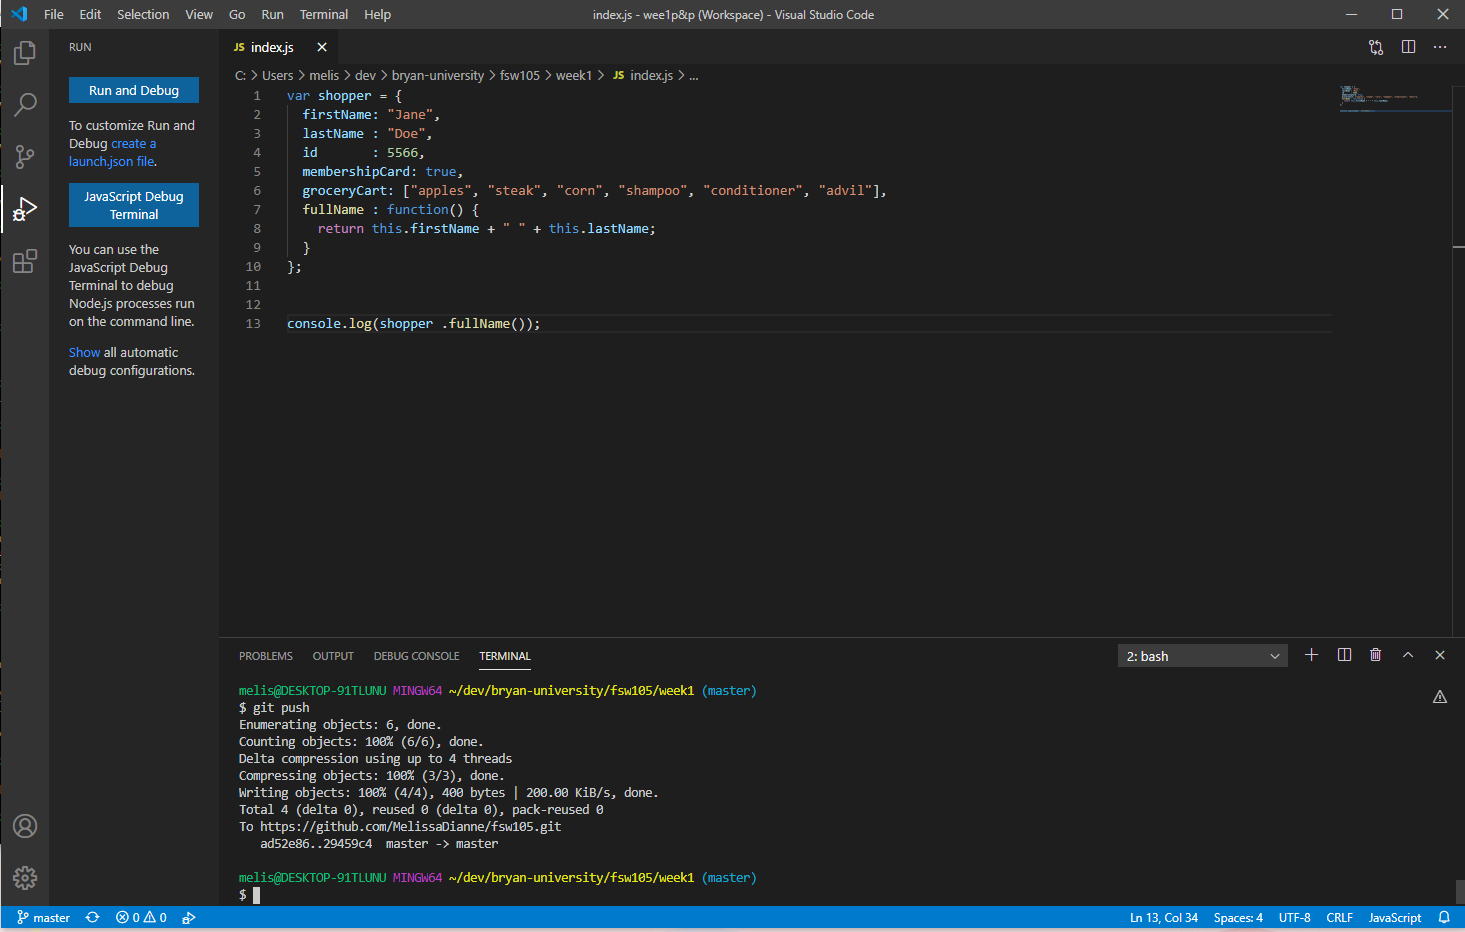 File Edit Selection View Go Run Terminal Help
index.js - wee1p&p (Workspace) - Visual Studio Code
RUN
Run and Debug
To customize Run and
Debug create a
launch.json file.
JavaScript Debug
Terminal
You can use the
JavaScript Debug
Terminal to debug
Node.js processes run
on the command line.
Show all automatic
debug configurations.
JS index.js
C: > Users > melis > dev > bryan-university > fsw105 > week1 > JS index.js > ...
1 var shopper = {
2 firstName: "Jane",
3 lastName : "Doe",
4 id       : 5566,
5 membershipCard: true,
6 groceryCart: ["apples", "steak", "corn", "shampoo", "conditioner", "advil"],
7 fullName : function() {
8 return this.firstName + " " + this.lastName;
9 }
10 };
11
12
13 console.log(shopper .fullName());
PROBLEMS OUTPUT DEBUG CONSOLE TERMINAL
2: bash
melis@DESKTOP-91TLUNU MINGW64 ~/dev/bryan-university/fsw105/week1 (master)
$ git push
Enumerating objects: 6, done.
Counting objects: 100% (6/6), done.
Delta compression using up to 4 threads
Compressing objects: 100% (3/3), done.
Writing objects: 100% (4/4), 400 bytes | 200.00 KiB/s, done.
Total 4 (delta 0), reused 0 (delta 0), pack-reused 0
To https://github.com/MelissaDianne/fsw105.git
ad52e86..29459c4  master -> master
melis@DESKTOP-91TLUNU MINGW64 ~/dev/bryan-university/fsw105/week1 (master)
$
master 0 0
Ln 13, Col 34 Spaces: 4 UTF-8 CRLF JavaScript